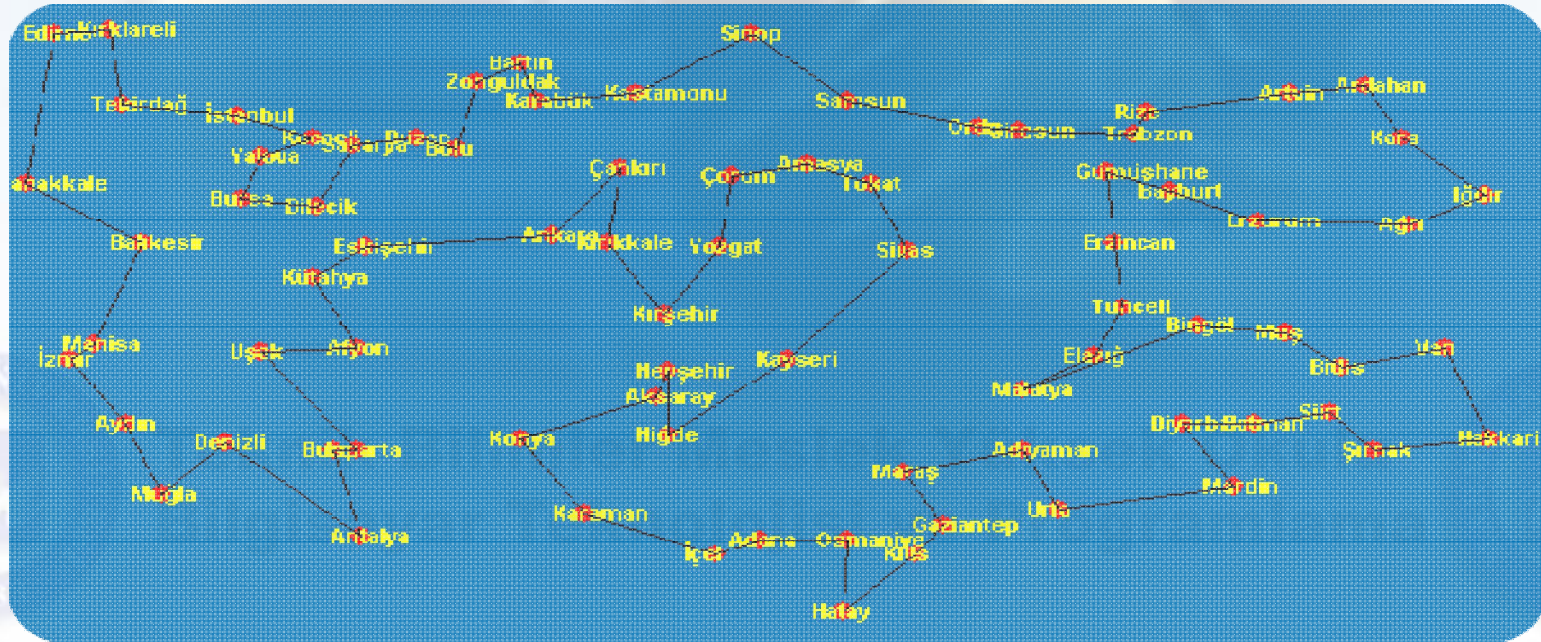 Edirne
Kırklareli
Sinop
Bartın
Zonguldak
Karabük
Kastamonu
Samsun
Artvin
Ardahan
Tekirdağ
İstanbul
Rize
Ordu
Giresun
Trabzon
Kars
Kocaeli
Sakarya
Düzce
Bolu
Yalova
Çankırı
Çorum
Amasya
Tokat
Gümüşhane
Bayburt
Iğdır
anakkale
Bursa
Bilecik
Erzurum
Ağrı
Balıkesir
Eskişehir
Ankara
Kırıkkale
Yozgat
Sivas
Erzincan
Kütahya
Tunceli
Kırşehir
Bingöl
Muş
Manisa
İzmir
Uşak
Afyon
Kayseri
Elazığ
Bitlis
Van
Nevşehir
Malatya
Aksaray
Aydın
Denizli
Konya
Niğde
Diyarb
Batman
Siirt
Şırnak
Hakkari
Burd
Isparta
Adıyaman
Maraş
Muğla
Mardin
Karaman
Urfa
Gaziantep
Antalya
İçel
Adana
Osmaniye
Kilis
Hatay